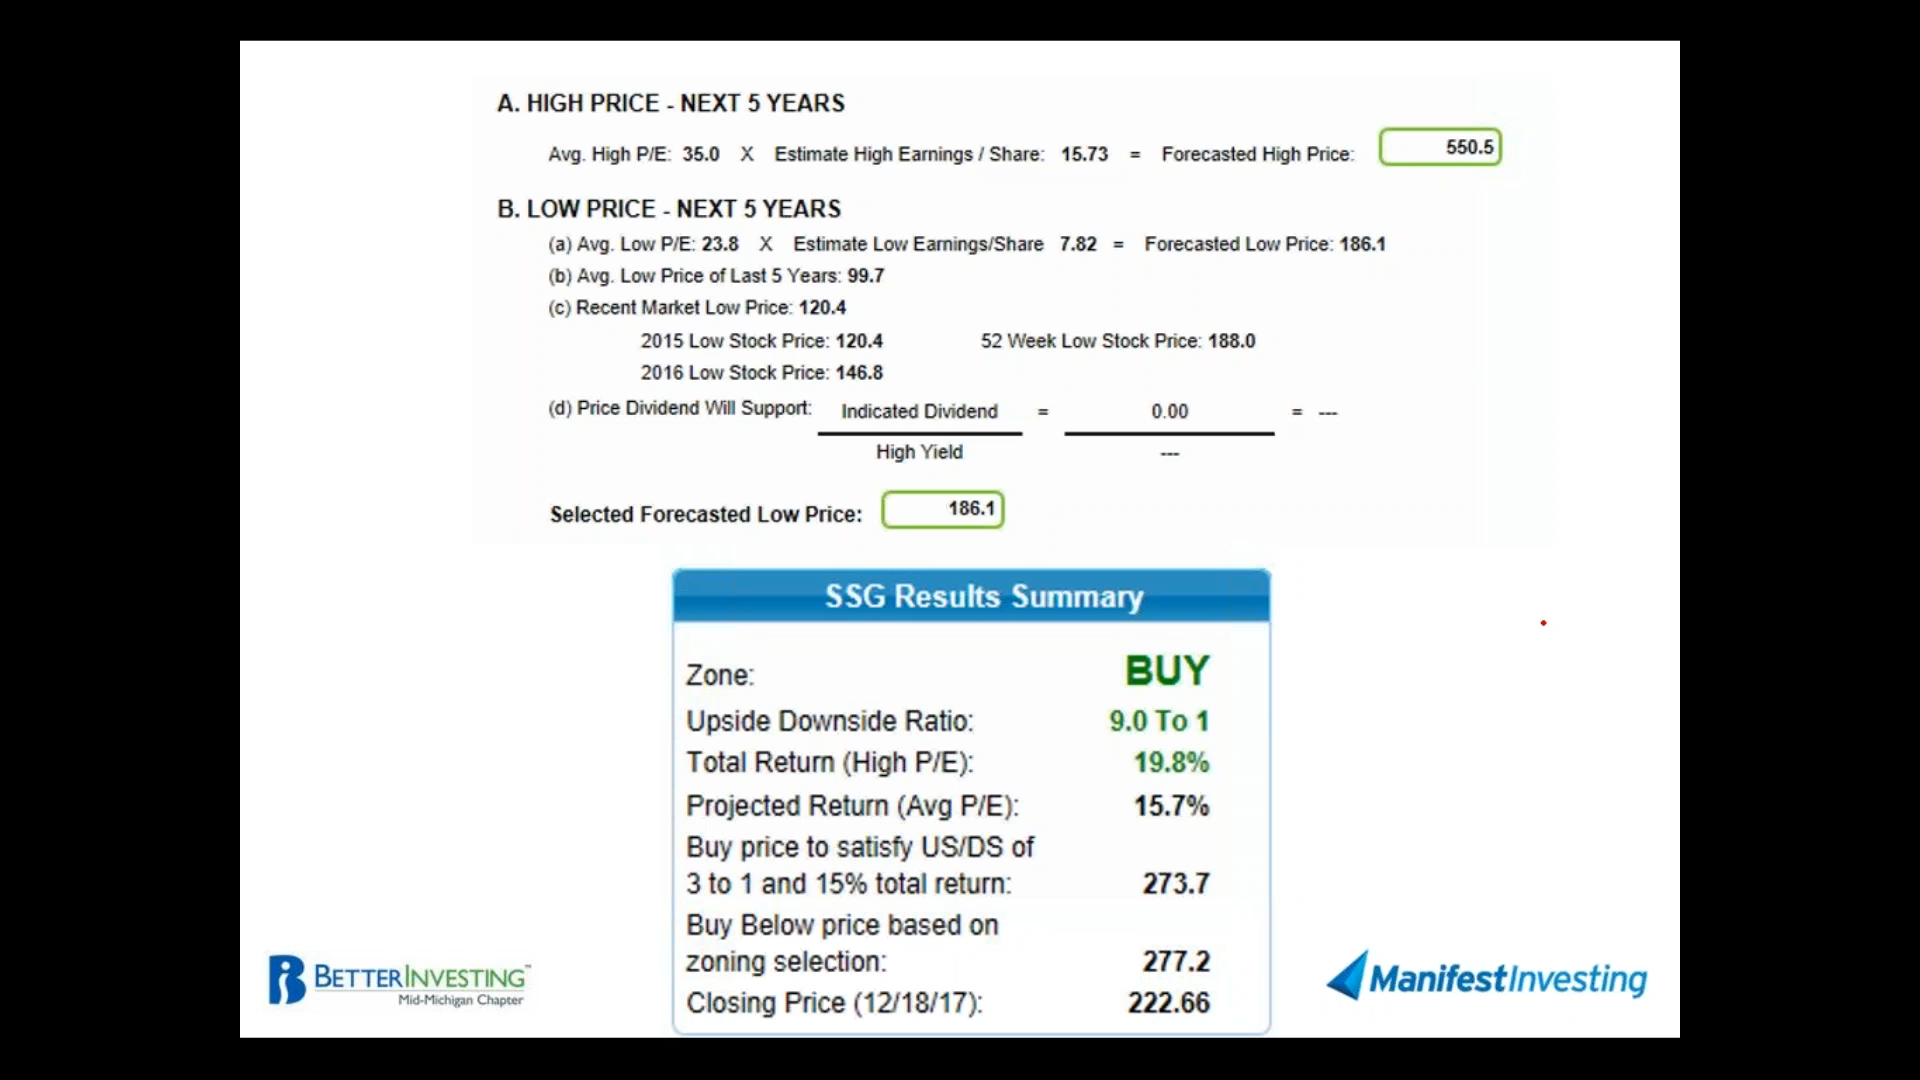 A. HIGH PRICE - NEXT 5 YEARS
Avg. High P/E: 35.0 X Estimate High Earnings / Share: 15.73 = Forecasted High Price: 550.5
B. LOW PRICE - NEXT 5 YEARS
(a) Avg. Low P/E: 23.8 X Estimate Low Earnings/Share 7.82 = Forecasted Low Price: 186.1
(b) Avg. Low Price of Last 5 Years: 99.7
(c) Recent Market Low Price: 120.4
2015 Low Stock Price: 120.4 52 Week Low Stock Price: 188.0
2016 Low Stock Price: 146.8
(d) Price Dividend Will Support: Indicated Dividend = 0.00 = ---
High Yield ---
Selected Forecasted Low Price: 186.1
SSG Results Summary
Zone: BUY
Upside Downside Ratio: 9.0 To 1
Total Return (High P/E): 19.8%
Projected Return (Avg P/E): 15.7%
Buy price to satisfy US/DS of
3 to 1 and 15% total return: 273.7
Buy Below price based on
zoning selection: 277.2
Closing Price (12/18/17): 222.66
BETTERINVESTING™
Mid-Michigan Chapter
ManifestInvesting